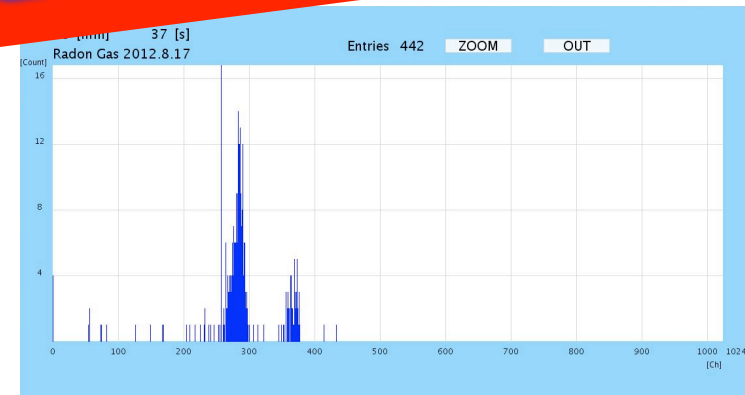 37 [s]
Radon Gas 2012.8.17
Entries 442 ZOOM OUT
[Count]
16
12
8
4
0 100 200 300 400 500 600 700 800 900 1000 1024
[Ch]